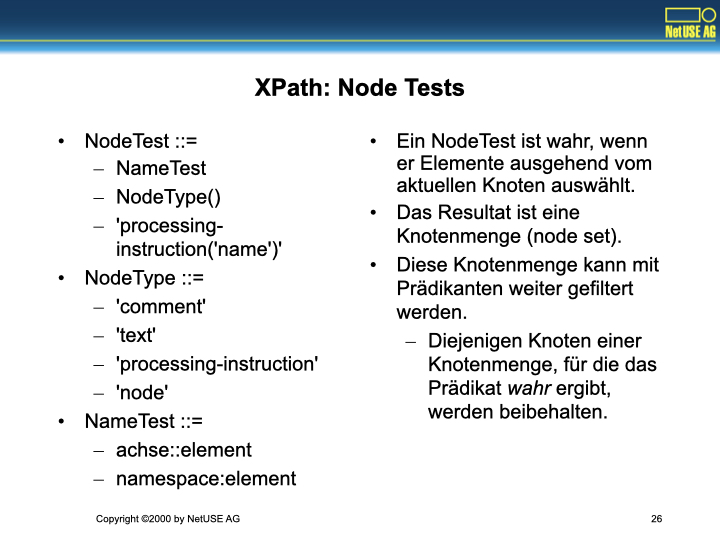 NetUSE AG
XPath: Node Tests
• NodeTest ::=
– NameTest
– NodeType()
– 'processing-
instruction('name')'
• NodeType ::=
– 'comment'
– 'text'
– 'processing-instruction'
– 'node'
• NameTest ::=
– achse::element
– namespace:element
• Ein NodeTest ist wahr, wenn
er Elemente ausgehend vom
aktuellen Knoten auswählt.
• Das Resultat ist eine
Knotenmenge (node set).
• Diese Knotenmenge kann mit
Prädikanten weiter gefiltert
werden.
– Diejenigen Knoten einer
Knotenmenge, für die das
Prädikat wahr ergibt,
werden beibehalten.
Copyright ©2000 by NetUSE AG
26